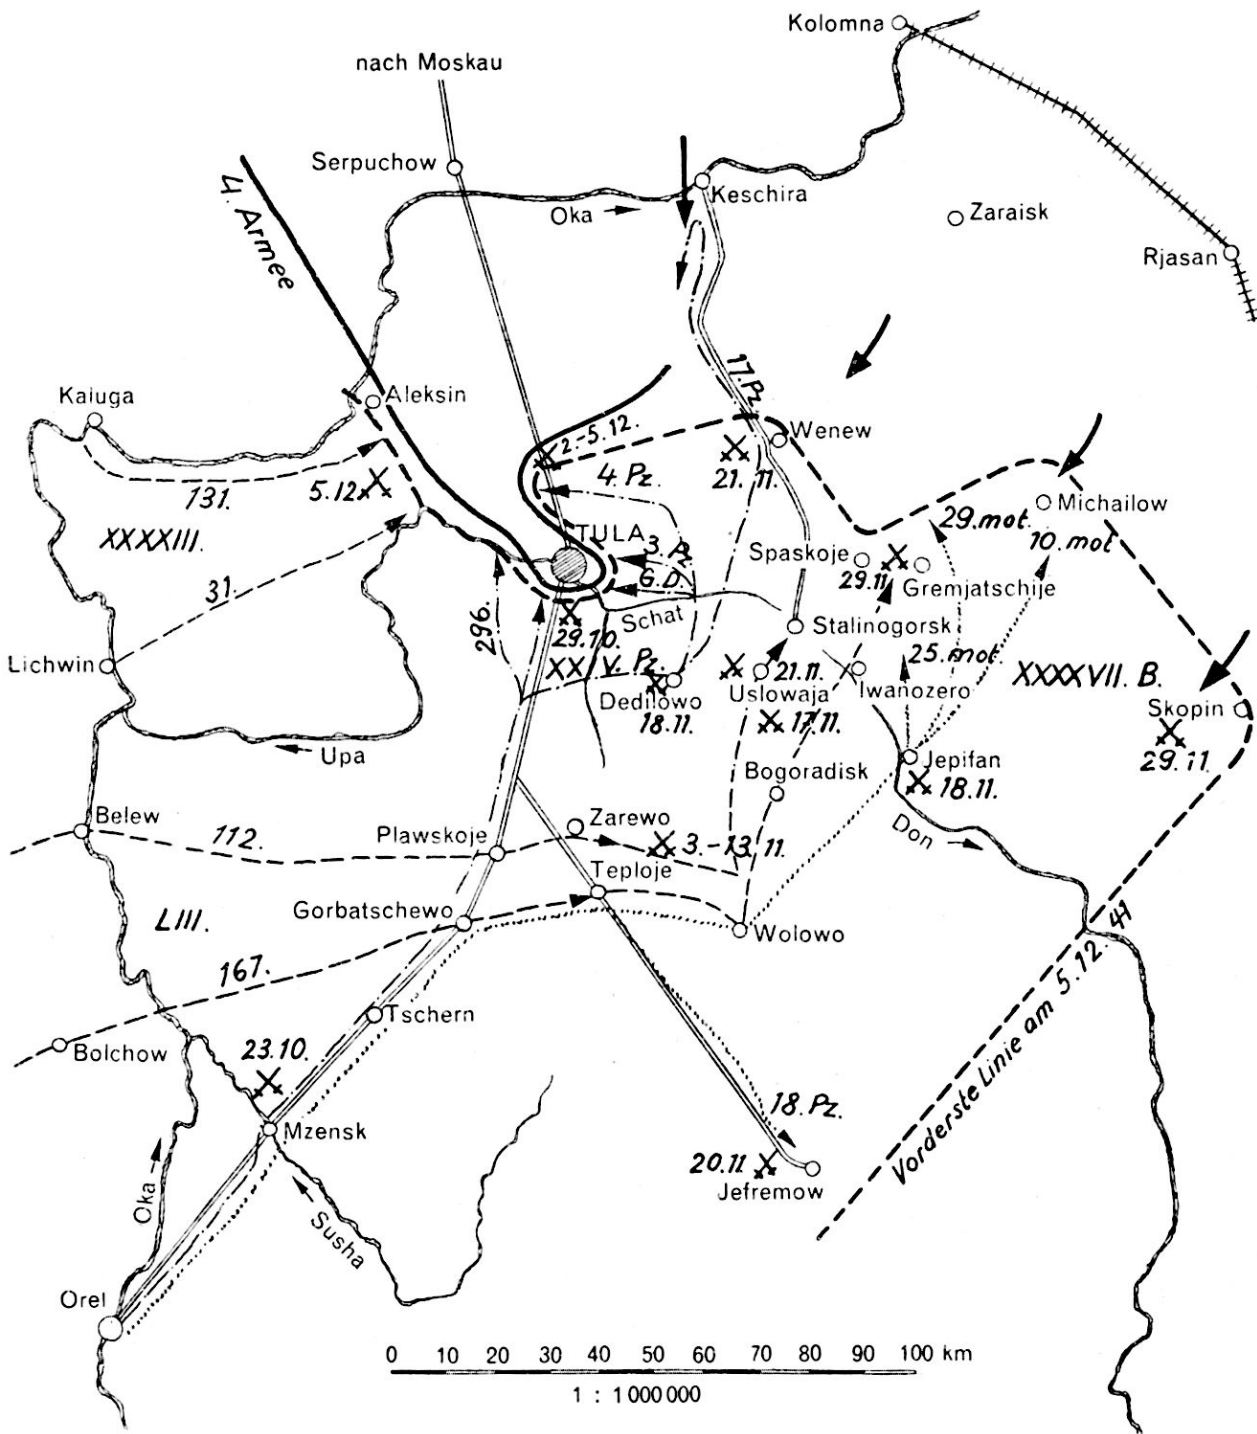 Kolomna
nach Moskau
Serpuchow
4. Armee
Oka
Keschira
Zaraisk
Rjasan
Kaluga
Aleksin
17. Pz.
2.-5.12.
Wenew
4. Pz.
21. 11.
131.
5.12.
Michailow
29. mot.
10. mot
XXXXIII.
TULA
3. Pz.
G. D.
Spaskoje
29.11
Gremjatschije
31.
296.
Schat
29.10.
Stalinogorsk
XXIV. Pz.
25. mot.
Lichwin
21.11.
Dedilowo
18.11.
Uslowaja
17.11.
Iwanozero
XXXXVII. B.
Skopin
29.11.
Upa
Jepifan
18.11.
Bogoradisk
Belew
112.
Plawskoje
Zarewo
3.-13.11.
Don
Teploje
LIII.
Gorbatschewo
Wolowo
167.
Tschern
Bolchow
23.10.
Vorderste Linie am 5.12.41
18. Pz.
Mzensk
20.11.
Jefremow
Oka
Susha
Orel
0 10 20 30 40 50 60 70 80 90 100 km
1 : 1 000 000